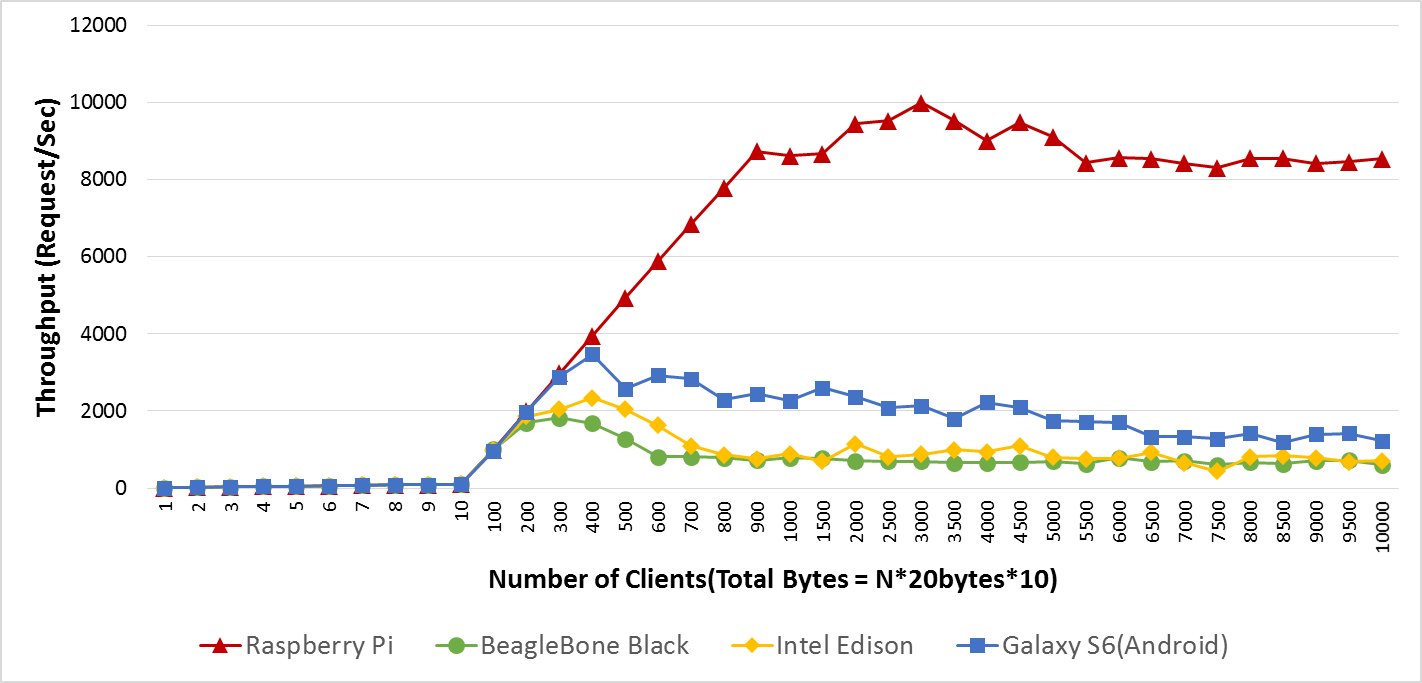 12000
10000
8000
6000
4000
2000
0
Throughput (Request/Sec)
1 2 3 4 5 6 7 8 9 10 100 200 300 400 500 600 700 800 900 1000 1500 2000 2500 3000 3500 4000 4500 5000 5500 6000 6500 7000 7500 8000 8500 9000 9500 10000
Number of Clients(Total Bytes = N*20bytes*10)
Raspberry Pi BeagleBone Black Intel Edison Galaxy S6(Android)